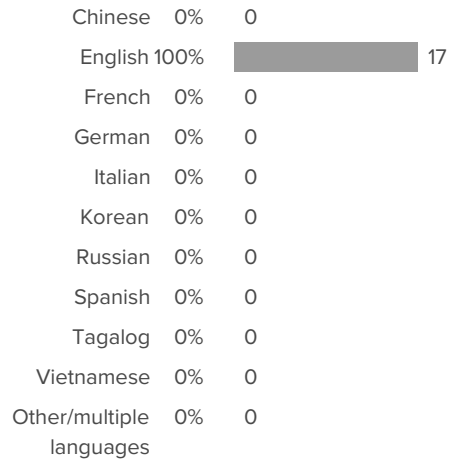 Chinese 0% 0
English 100% 17
French 0% 0
German 0% 0
Italian 0% 0
Korean 0% 0
Russian 0% 0
Spanish 0% 0
Tagalog 0% 0
Vietnamese 0% 0
Other/multiple 0% 0
languages